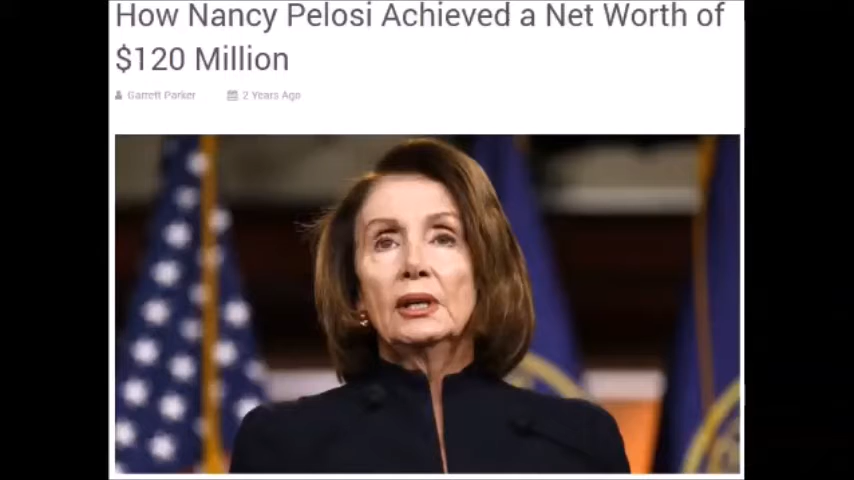 How Nancy Pelosi Achieved a Net Worth of
$120 Million
Garrett Parker 2 Years Ago